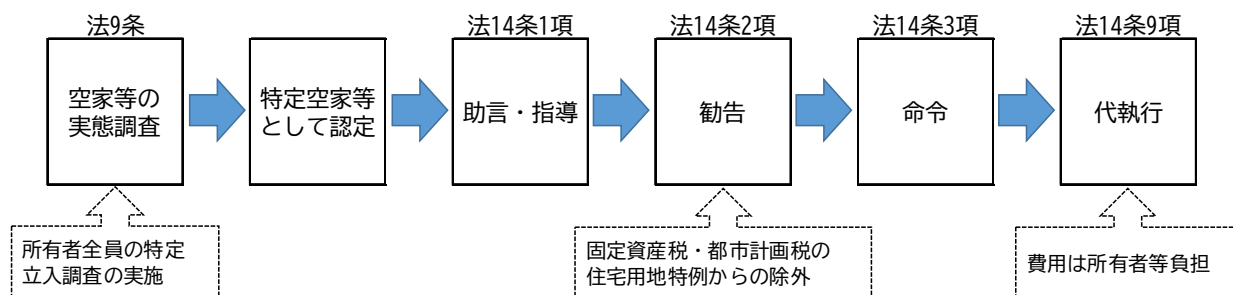 法9条
空家等の
実態調査
特定空家等
として認定
法14条1項
助言・指導
法14条2項
勧告
法14条3項
命令
法14条9項
代執行
所有者全員の特定
立入調査の実施
固定資産税・都市計画税の
住宅用地特例からの除外
費用は所有者等負担